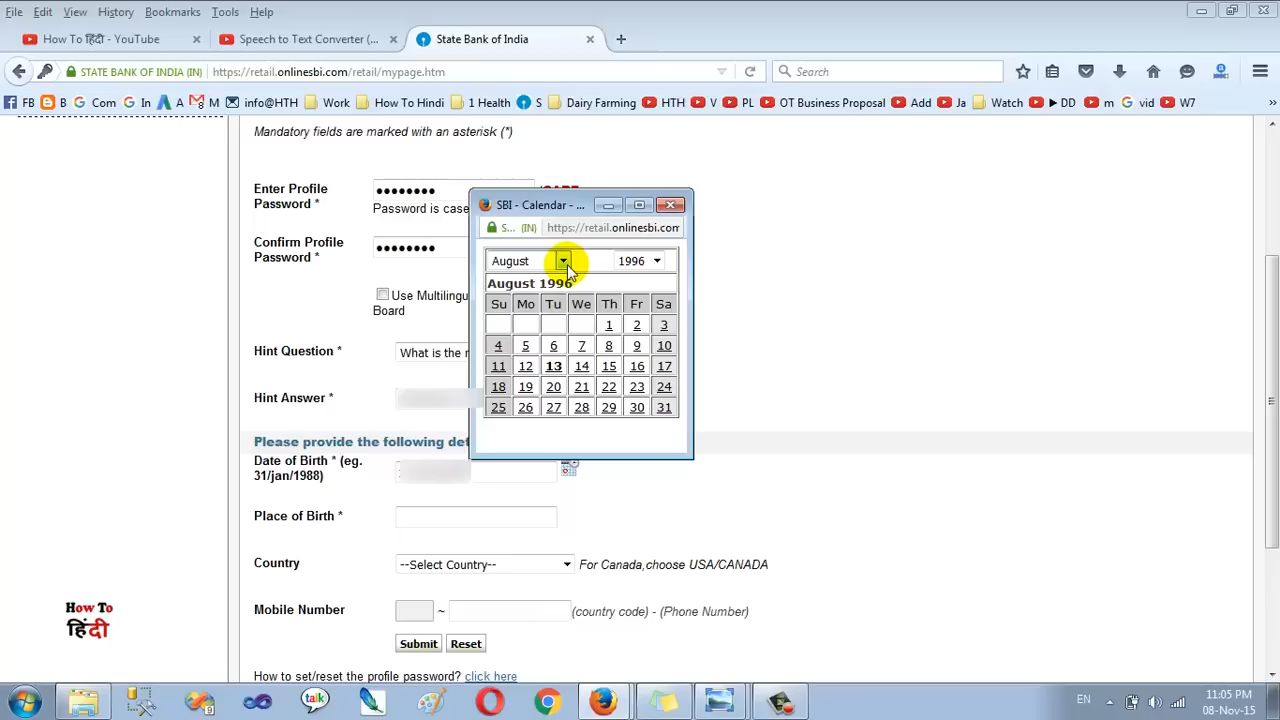 File Edit View History Bookmarks Tools Help
How To हिंदी - YouTube × Speech to Text Converter (... × State Bank of India × +
STATE BANK OF INDIA (IN) https://retail.onlinesbi.com/retail/mypage.htm Search
FB B Com In A M info@HTH Work How To Hindi 1 Health S Dairy Farming HTH V PL OT Business Proposal Add Ja Watch DD m vid W7 »
Mandatory fields are marked with an asterisk (*)
Enter Profile
Password *
Password is case
Confirm Profile
Password *
Use Multilingu
Board
Hint Question * What is the
Hint Answer *
Please provide the following det
Date of Birth * (eg.
31/jan/1988)
Place of Birth *
Country --Select Country-- For Canada,choose USA/CANADA
Mobile Number ~ (country code) - (Phone Number)
Submit Reset
How to set/reset the profile password? click here
SBI - Calendar - ...
S... (IN) https://retail.onlinesbi.com
August 1996
August 1996
Su Mo Tu We Th Fr Sa
1 2 3
4 5 6 7 8 9 10
11 12 13 14 15 16 17
18 19 20 21 22 23 24
25 26 27 28 29 30 31
How To
हिंदी
talk
EN 11:05 PM
08-Nov-15